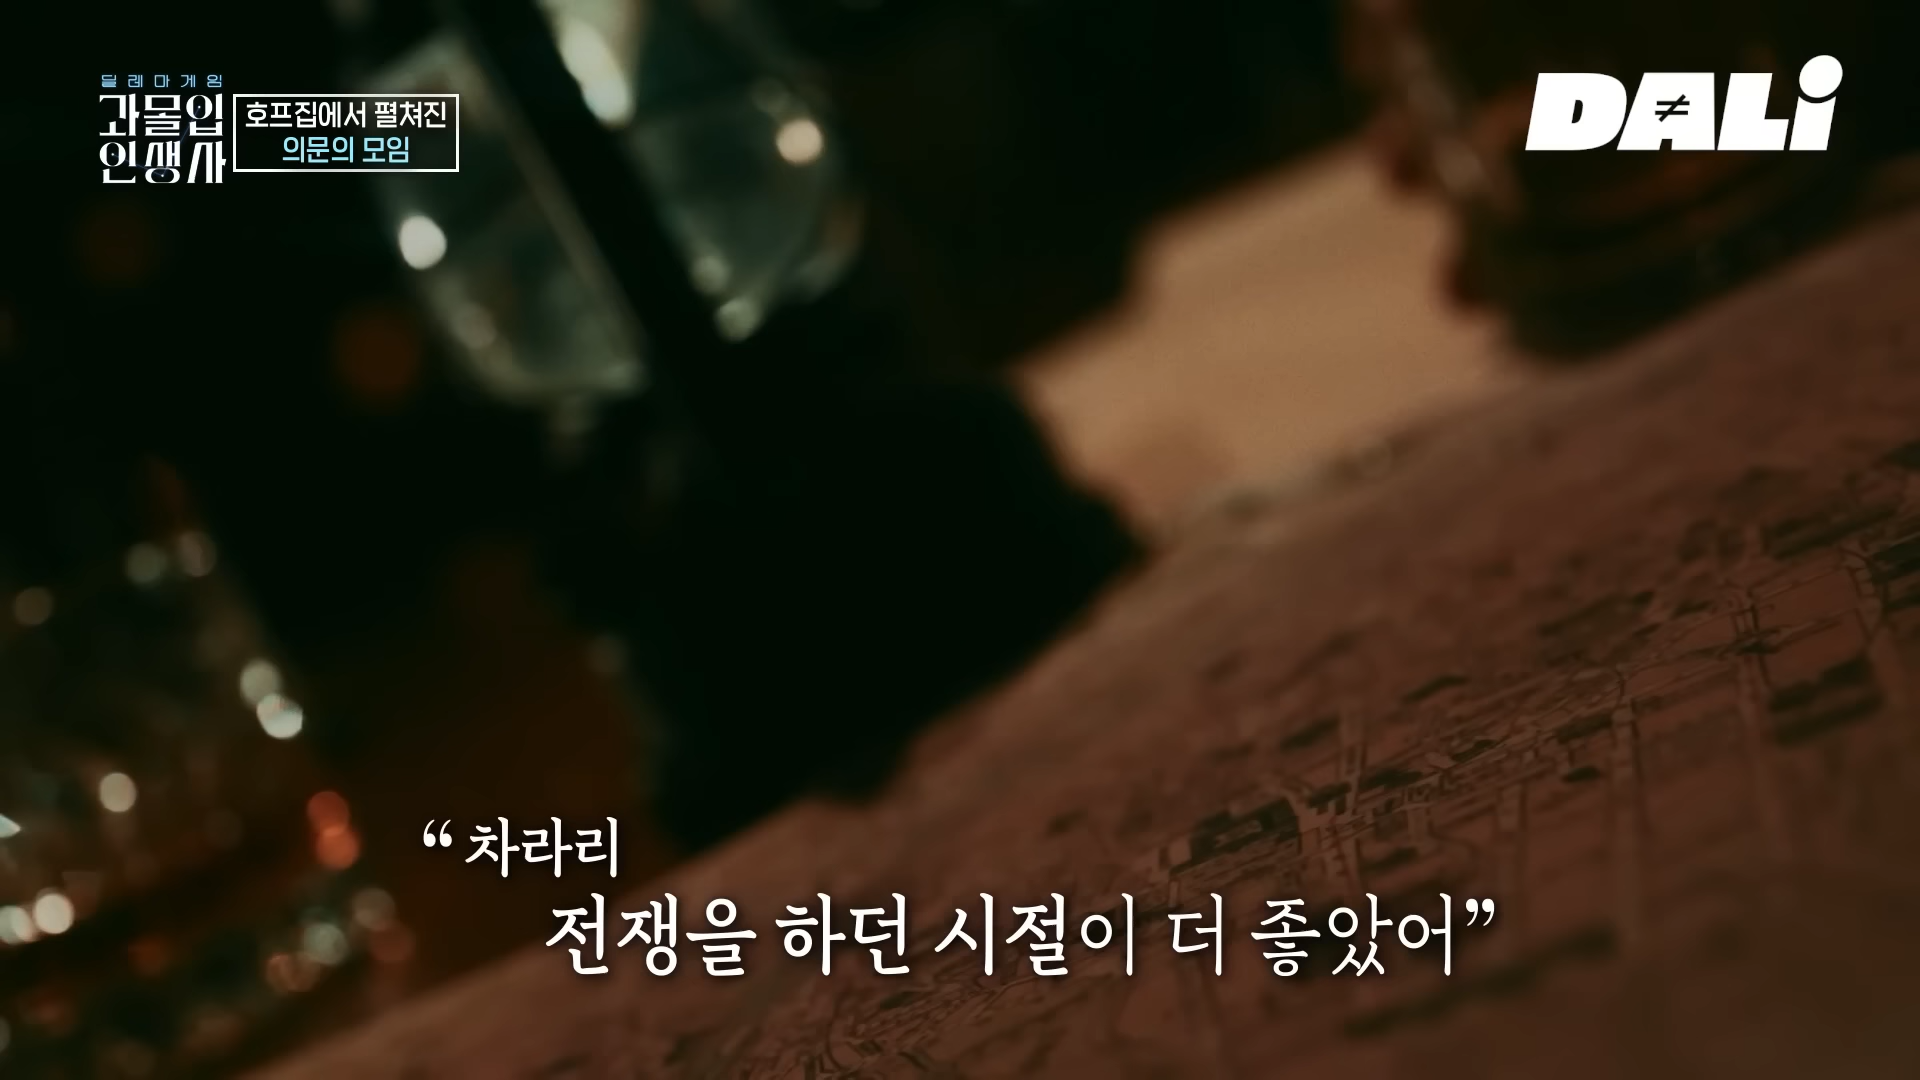 딜레마게임
과몰입
인생사
호프집에서 펼쳐진
의문의 모임
DALi
≠
“차라리
전쟁을 하던 시절이 더 좋았어”